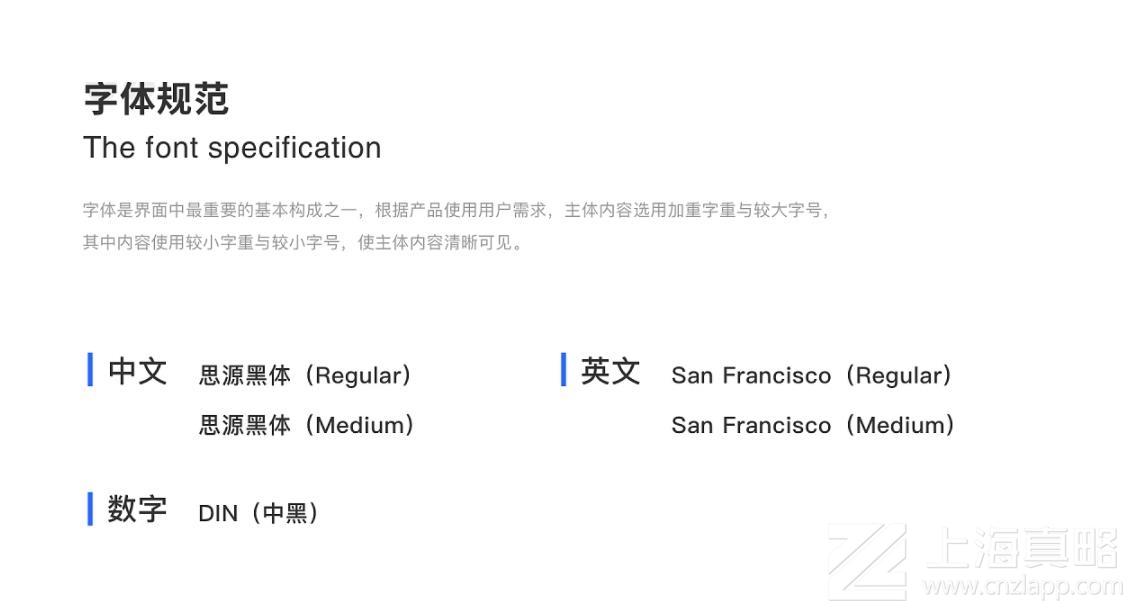 字体规范
The font specification
字体是界面中最重要的基本构成之一，根据产品使用用户需求，主体内容选用加重字重与较大字号，
其中内容使用较小字重与较小字号，使主体内容清晰可见。
中文 思源黑体（Regular） 英文 San Francisco（Regular）
思源黑体（Medium） San Francisco（Medium）
数字 DIN（中黑）
上海真略
www.cnzlapp.com